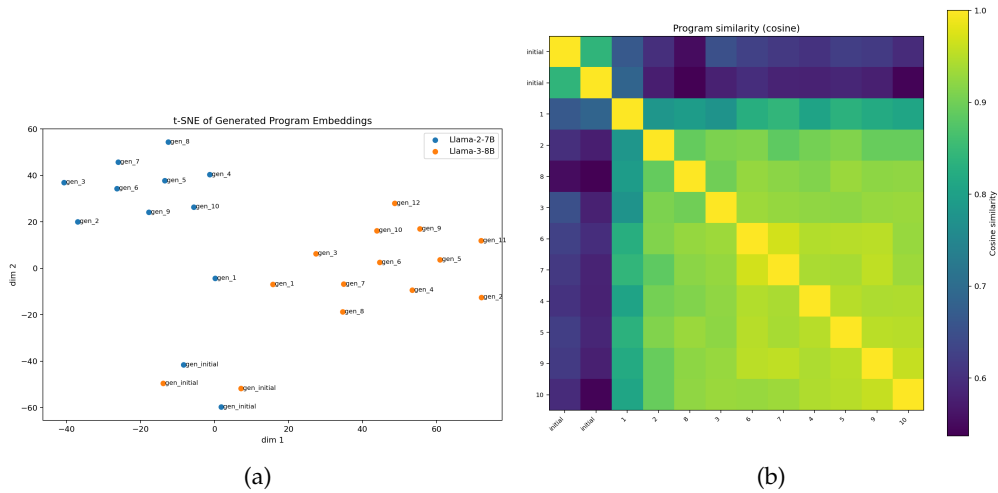 t-SNE of Generated Program Embeddings
Llama-2-7B
Llama-3-8B
60
40
20
0
−20
−40
−60
dim 2
gen_8
gen_7
gen_3
gen_6
gen_5
gen_4
gen_2
gen_9
gen_10
gen_12
gen_10
gen_9
gen_11
gen_3
gen_6
gen_5
gen_1
gen_1
gen_7
gen_4
gen_2
gen_8
gen_initial
gen_initial
gen_initial
gen_initial
−40
−20
0
20
40
60
dim 1
(a)
Program similarity (cosine)
initial
initial
1
2
8
3
6
7
4
5
9
10
initial
initial
1
2
8
3
6
7
4
5
9
10
1.0
0.9
0.8
0.7
0.6
Cosine similarity
(b)